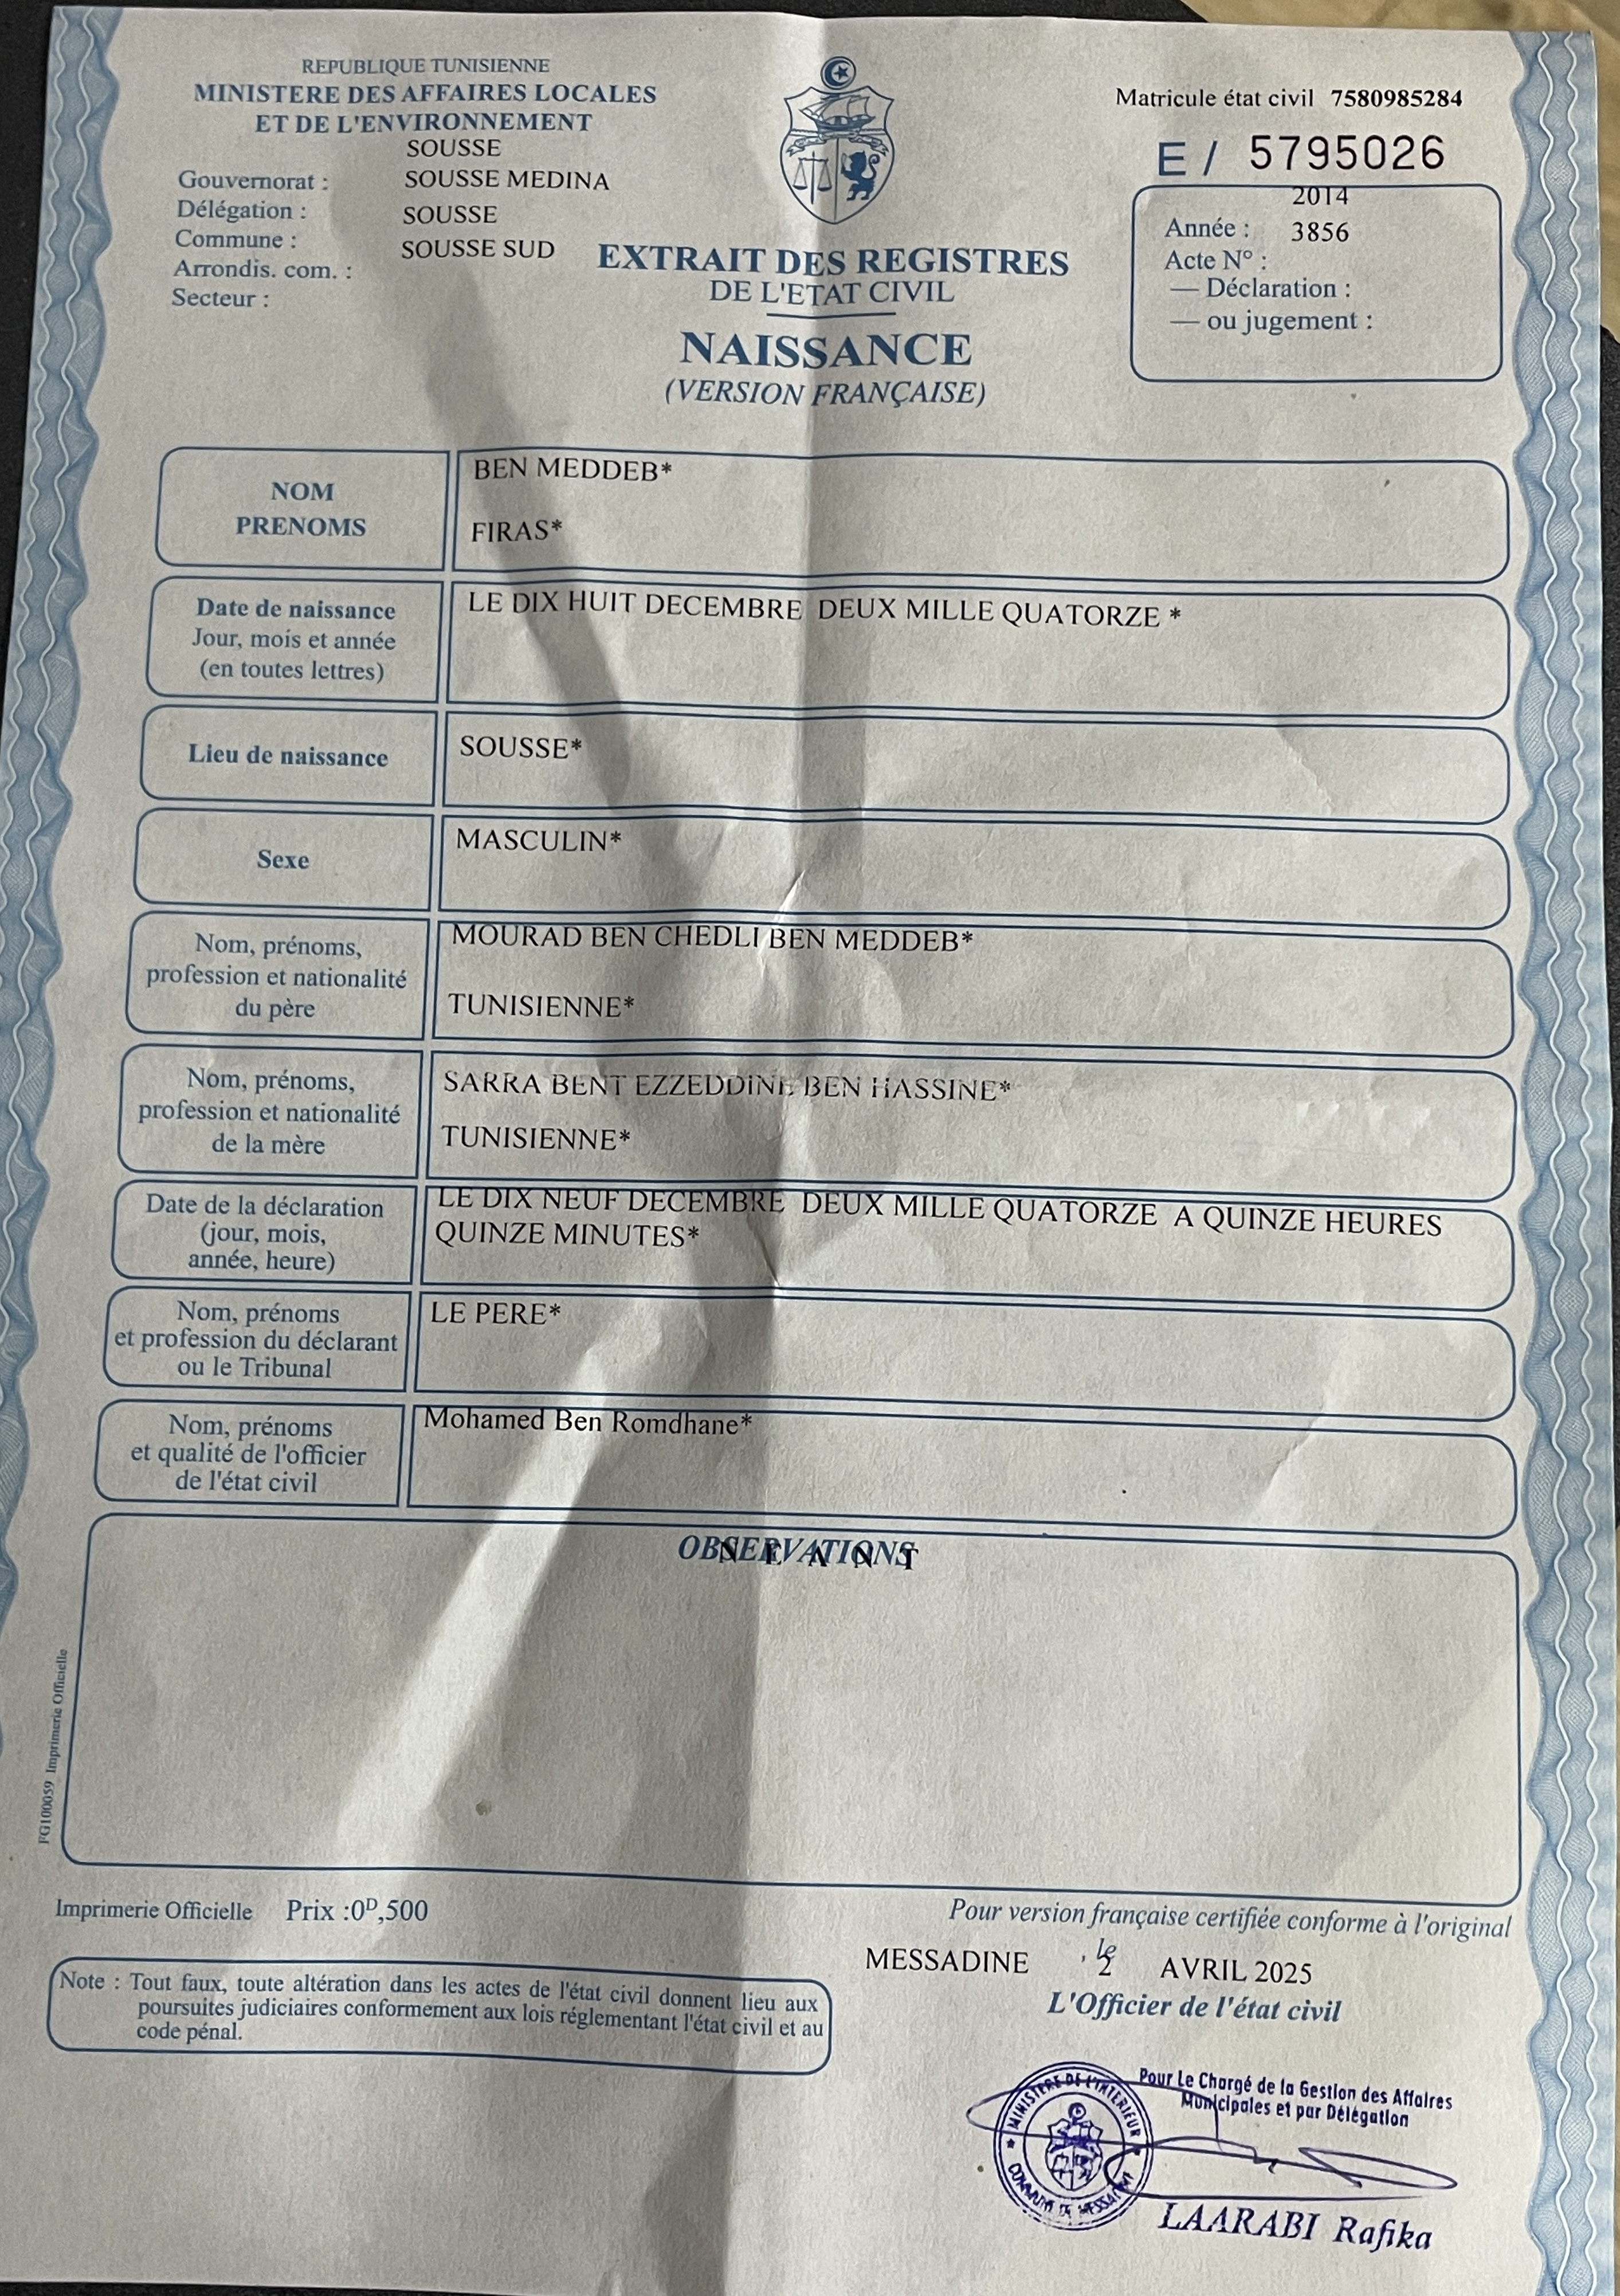 REPUBLIQUE TUNISIENNE
MINISTERE DES AFFAIRES LOCALES
ET DE L'ENVIRONNEMENT
SOUSSE
Gouvernorat : SOUSSE MEDINA
Délégation : SOUSSE
Commune : SOUSSE SUD
Arrondis. com. :
Secteur :
Matricule état civil 7580985284
E / 5795026
2014
Année : 3856
Acte N° :
— Déclaration :
— ou jugement :
EXTRAIT DES REGISTRES
DE L'ETAT CIVIL
NAISSANCE
(VERSION FRANÇAISE)
NOM
PRENOMS
BEN MEDDEB*
FIRAS*
Date de naissance
Jour, mois et année
(en toutes lettres)
LE DIX HUIT DECEMBRE DEUX MILLE QUATORZE *
Lieu de naissance
SOUSSE*
Sexe
MASCULIN*
Nom, prénoms,
profession et nationalité
du père
MOURAD BEN CHEDLI BEN MEDDEB*
TUNISIENNE*
Nom, prénoms,
profession et nationalité
de la mère
SARRA BENT EZZEDDINE BEN HASSINE*
TUNISIENNE*
Date de la déclaration
(jour, mois,
année, heure)
LE DIX NEUF DECEMBRE DEUX MILLE QUATORZE A QUINZE HEURES
QUINZE MINUTES*
Nom, prénoms
et profession du déclarant
ou le Tribunal
LE PERE*
Nom, prénoms
et qualité de l'officier
de l'état civil
Mohamed Ben Romdhane*
OBSERVATIONS
N E A N T
FG100059 Imprimerie Officielle
Imprimerie Officielle Prix :0D,500
Pour version française certifiée conforme à l'original
MESSADINE , le 2 AVRIL 2025
L'Officier de l'état civil
Note : Tout faux, toute altération dans les actes de l'état civil donnent lieu aux
poursuites judiciaires conformement aux lois réglementant l'état civil et au
code pénal.
MINISTERE DE L'INTERIEUR
COMMUNE DE
Pour Le Chargé de la Gestion des Affaires
Municipales et par Délégation
LAARABI Rafika